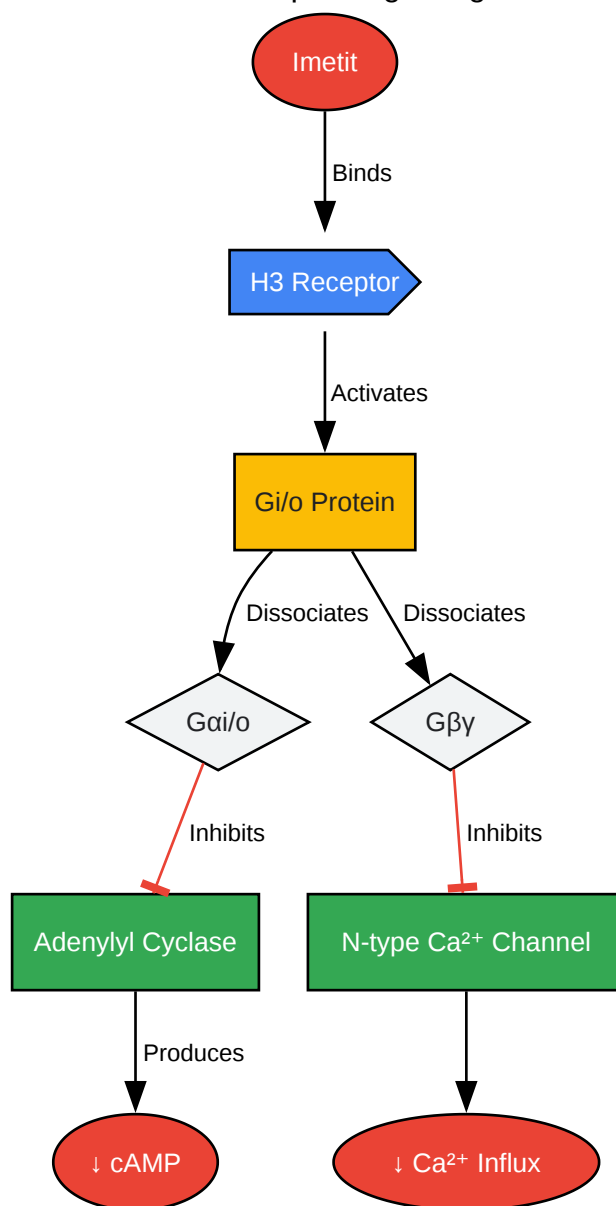 Imetit
Binds
H3 Receptor
Activates
Gi/o Protein
Dissociates Dissociates
Gαi/o Gβγ
Inhibits Inhibits
Adenylyl Cyclase N-type Ca²⁺ Channel
Produces
↓ cAMP ↓ Ca²⁺ Influx